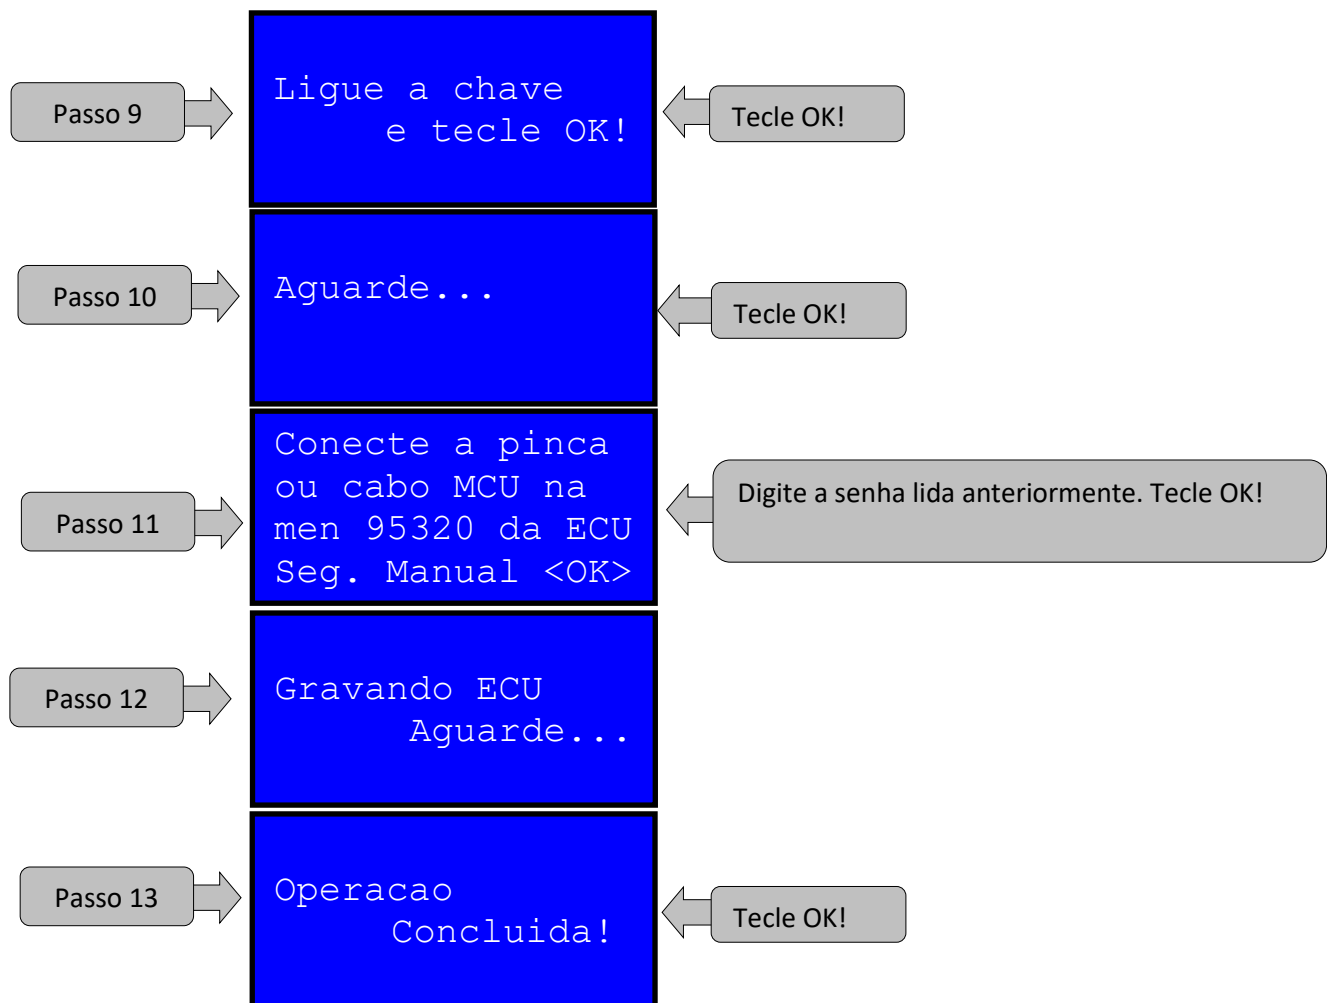 Passo 9
Ligue a chave
e tecle OK!
Tecle OK!
Passo 10
Aguarde...
Tecle OK!
Passo 11
Conecte a pinca
ou cabo MCU na
men 95320 da ECU
Seg. Manual <OK>
Digite a senha lida anteriormente. Tecle OK!
Passo 12
Gravando ECU
Aguarde...
Passo 13
Operacao
Concluida!
Tecle OK!